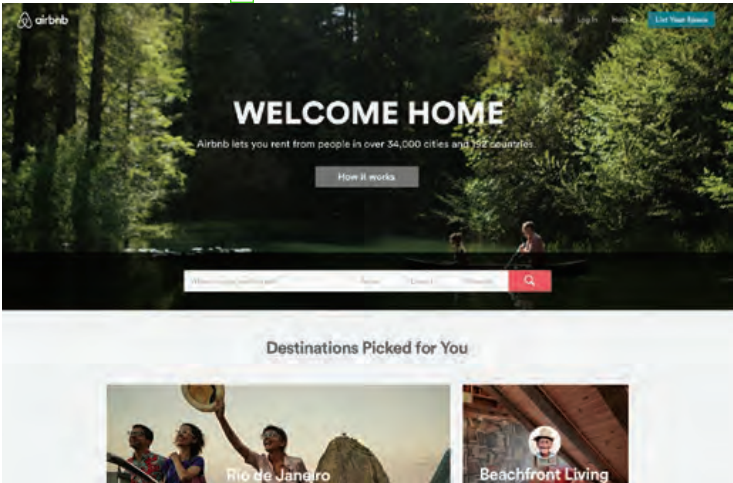 airbnb
Sign Up Log In Help List Your Space
WELCOME HOME
Airbnb lets you rent from people in over 34,000 cities and 192 countries.
How it works
Destinations Picked for You
Rio de Janeiro
Beachfront Living